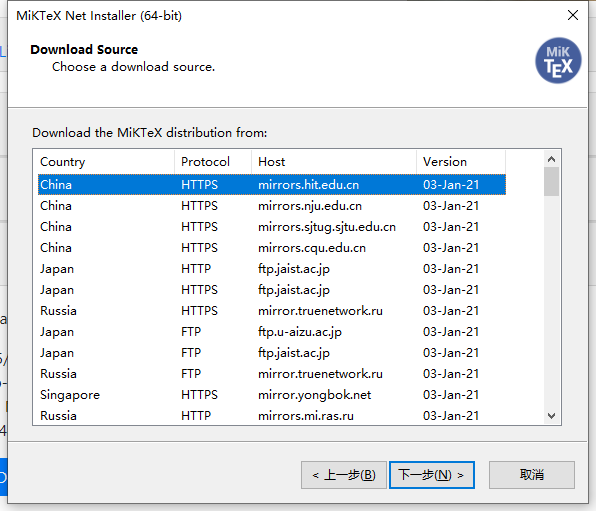 MiKTeX Net Installer (64-bit)
Download Source
Choose a download source.
MiK
TEX
Download the MiKTeX distribution from:
Country Protocol Host Version
China HTTPS mirrors.hit.edu.cn 03-Jan-21
China HTTPS mirrors.nju.edu.cn 03-Jan-21
China HTTPS mirrors.sjtug.sjtu.edu.cn 03-Jan-21
China HTTPS mirrors.cqu.edu.cn 03-Jan-21
Japan HTTP ftp.jaist.ac.jp 03-Jan-21
Japan HTTPS ftp.jaist.ac.jp 03-Jan-21
Russia HTTPS mirror.truenetwork.ru 03-Jan-21
Japan FTP ftp.u-aizu.ac.jp 03-Jan-21
Japan FTP ftp.jaist.ac.jp 03-Jan-21
Russia FTP mirror.truenetwork.ru 03-Jan-21
Singapore HTTPS mirror.yongbok.net 03-Jan-21
Russia HTTP mirrors.mi.ras.ru 03-Jan-21
< 上一步(B) 下一步(N) > 取消